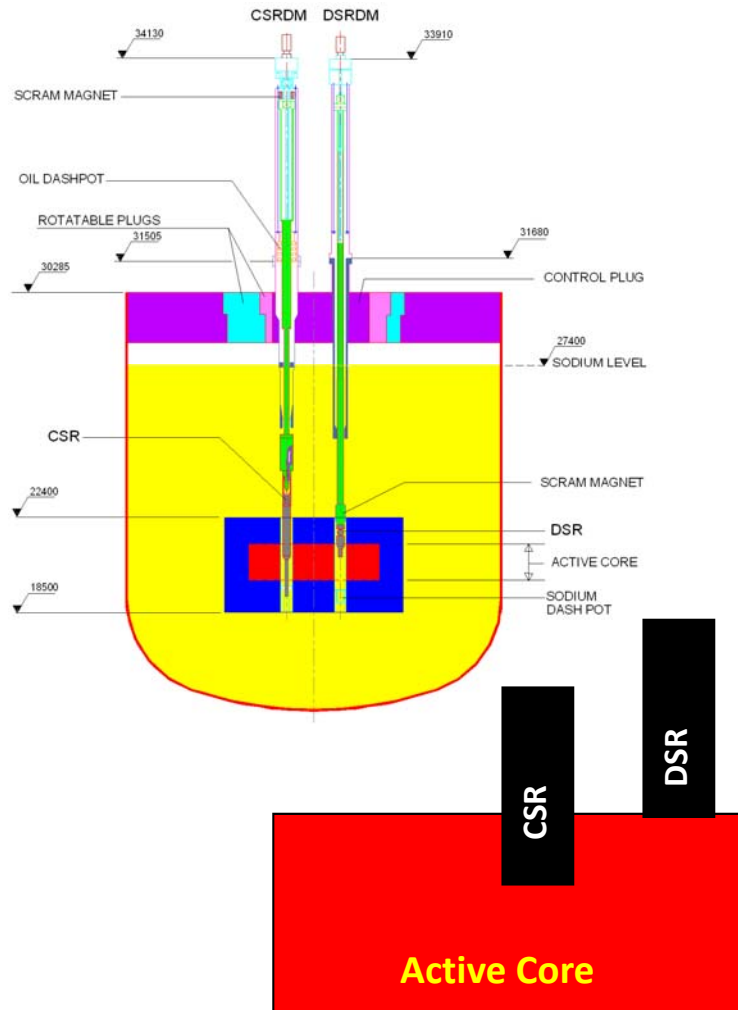 CSRDM DSRDM
34130
33910
SCRAM MAGNET
OIL DASHPOT
ROTATABLE PLUGS
31505
31680
30285
CONTROL PLUG
27400
SODIUM LEVEL
CSR
SCRAM MAGNET
22400
DSR
ACTIVE CORE
18500
SODIUM
DASH POT
DSR
CSR
Active Core